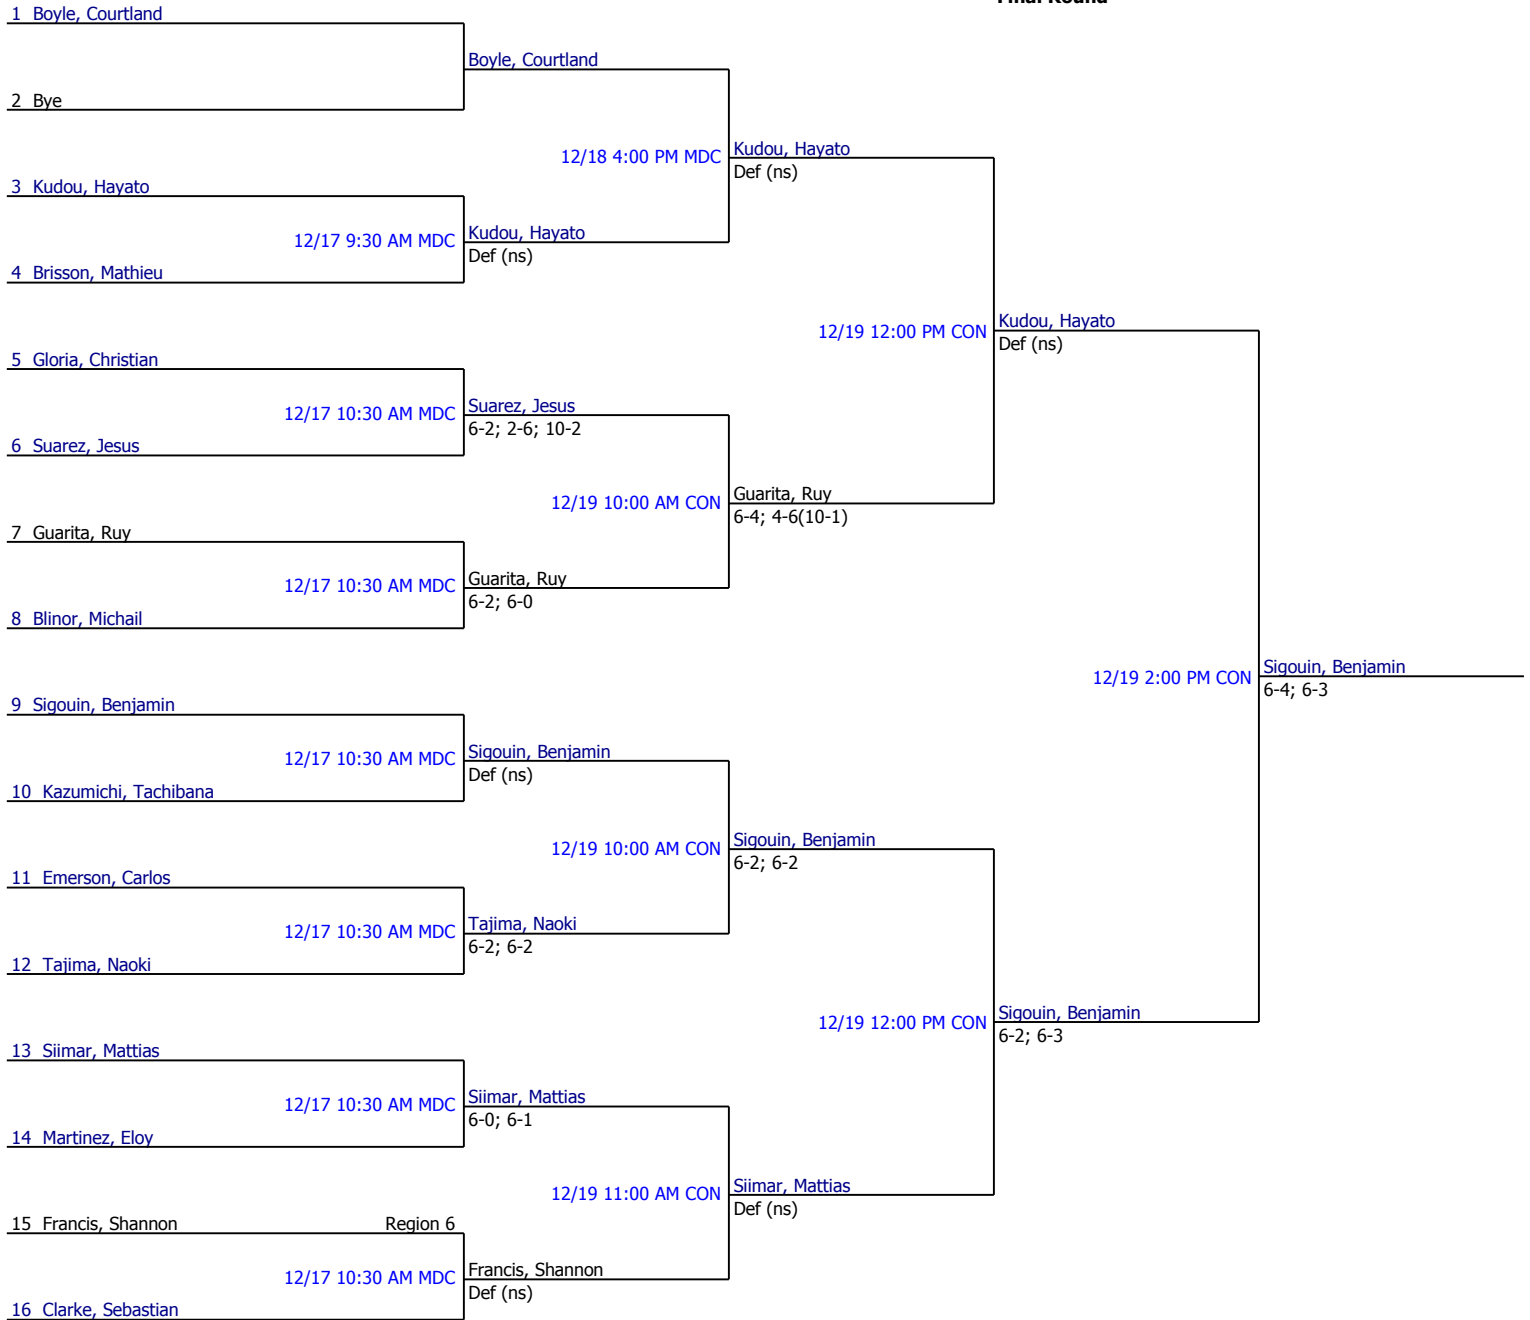 Final Round
1 Boyle, Courtland
Boyle, Courtland
2 Bye
12/18 4:00 PM MDC
Kudou, Hayato
Def (ns)
3 Kudou, Hayato
12/17 9:30 AM MDC
Kudou, Hayato
Def (ns)
4 Brisson, Mathieu
12/19 12:00 PM CON
Kudou, Hayato
Def (ns)
5 Gloria, Christian
12/17 10:30 AM MDC
Suarez, Jesus
6-2; 2-6; 10-2
6 Suarez, Jesus
12/19 10:00 AM CON
Guarita, Ruy
6-4; 4-6(10-1)
7 Guarita, Ruy
12/17 10:30 AM MDC
Guarita, Ruy
6-2; 6-0
8 Blinor, Michail
12/19 2:00 PM CON
Sigouin, Benjamin
6-4; 6-3
9 Sigouin, Benjamin
12/17 10:30 AM MDC
Sigouin, Benjamin
Def (ns)
10 Kazumichi, Tachibana
12/19 10:00 AM CON
Sigouin, Benjamin
6-2; 6-2
11 Emerson, Carlos
12/17 10:30 AM MDC
Tajima, Naoki
6-2; 6-2
12 Tajima, Naoki
12/19 12:00 PM CON
Sigouin, Benjamin
6-2; 6-3
13 Siimar, Mattias
12/17 10:30 AM MDC
Siimar, Mattias
6-0; 6-1
14 Martinez, Eloy
12/19 11:00 AM CON
Siimar, Mattias
Def (ns)
15 Francis, Shannon Region 6
12/17 10:30 AM MDC
Francis, Shannon
Def (ns)
16 Clarke, Sebastian